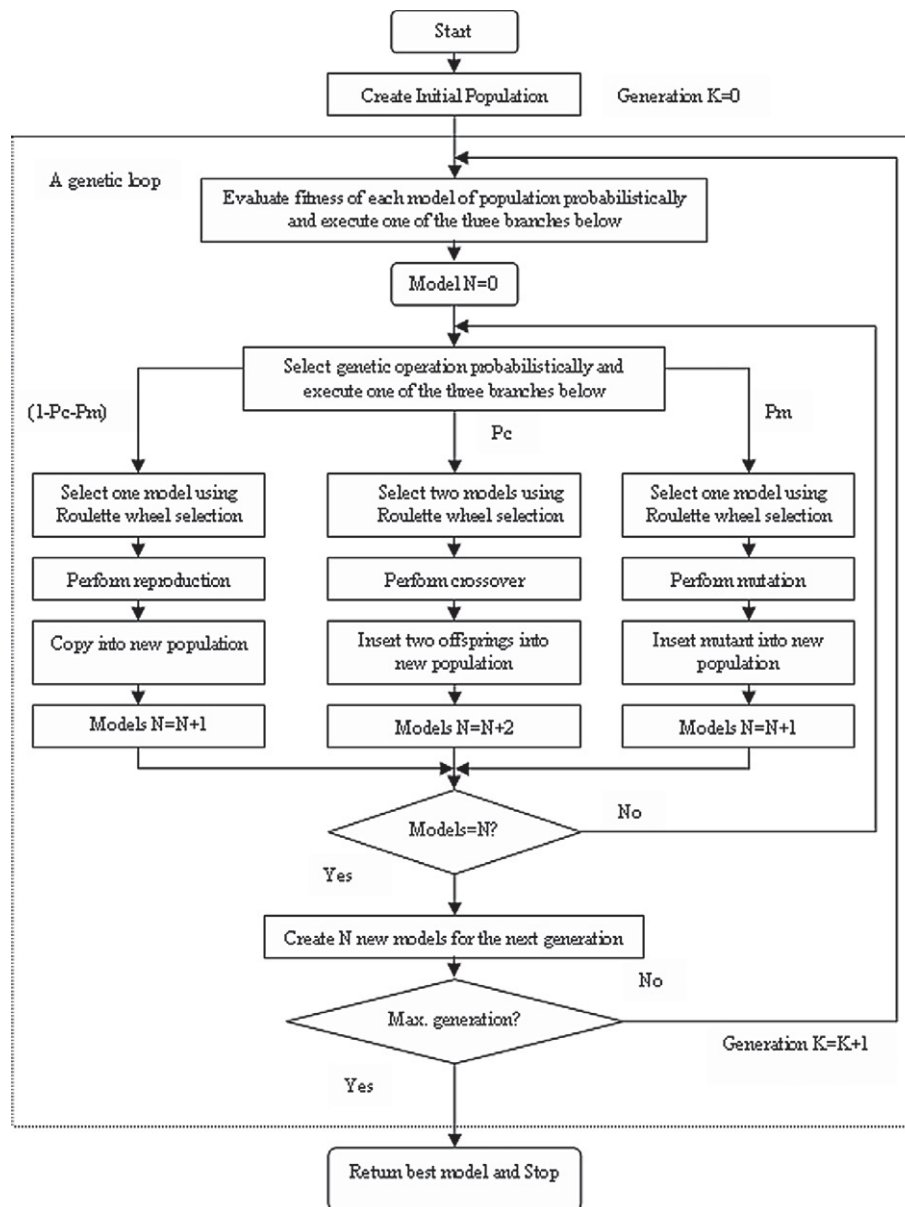 Start
Create Initial Population
Generation K=0
A genetic loop
Evaluate fitness of each model of population probabilistically
and execute one of the three branches below
Model N=0
Select genetic operation probabilistically and
execute one of the three branches below
(1-Pc-Pm)
Pc
Pm
Select one model using
Roulette wheel selection
Select two models using
Roulette wheel selection
Select one model using
Roulette wheel selection
Perform reproduction
Perform crossover
Perform mutation
Copy into new population
Insert two offsprings into
new population
Insert mutant into new
population
Models N=N+1
Models N=N+2
Models N=N+1
Models=N?
No
Yes
Create N new models for the next generation
No
Max. generation?
Generation K=K+1
Yes
Return best model and Stop